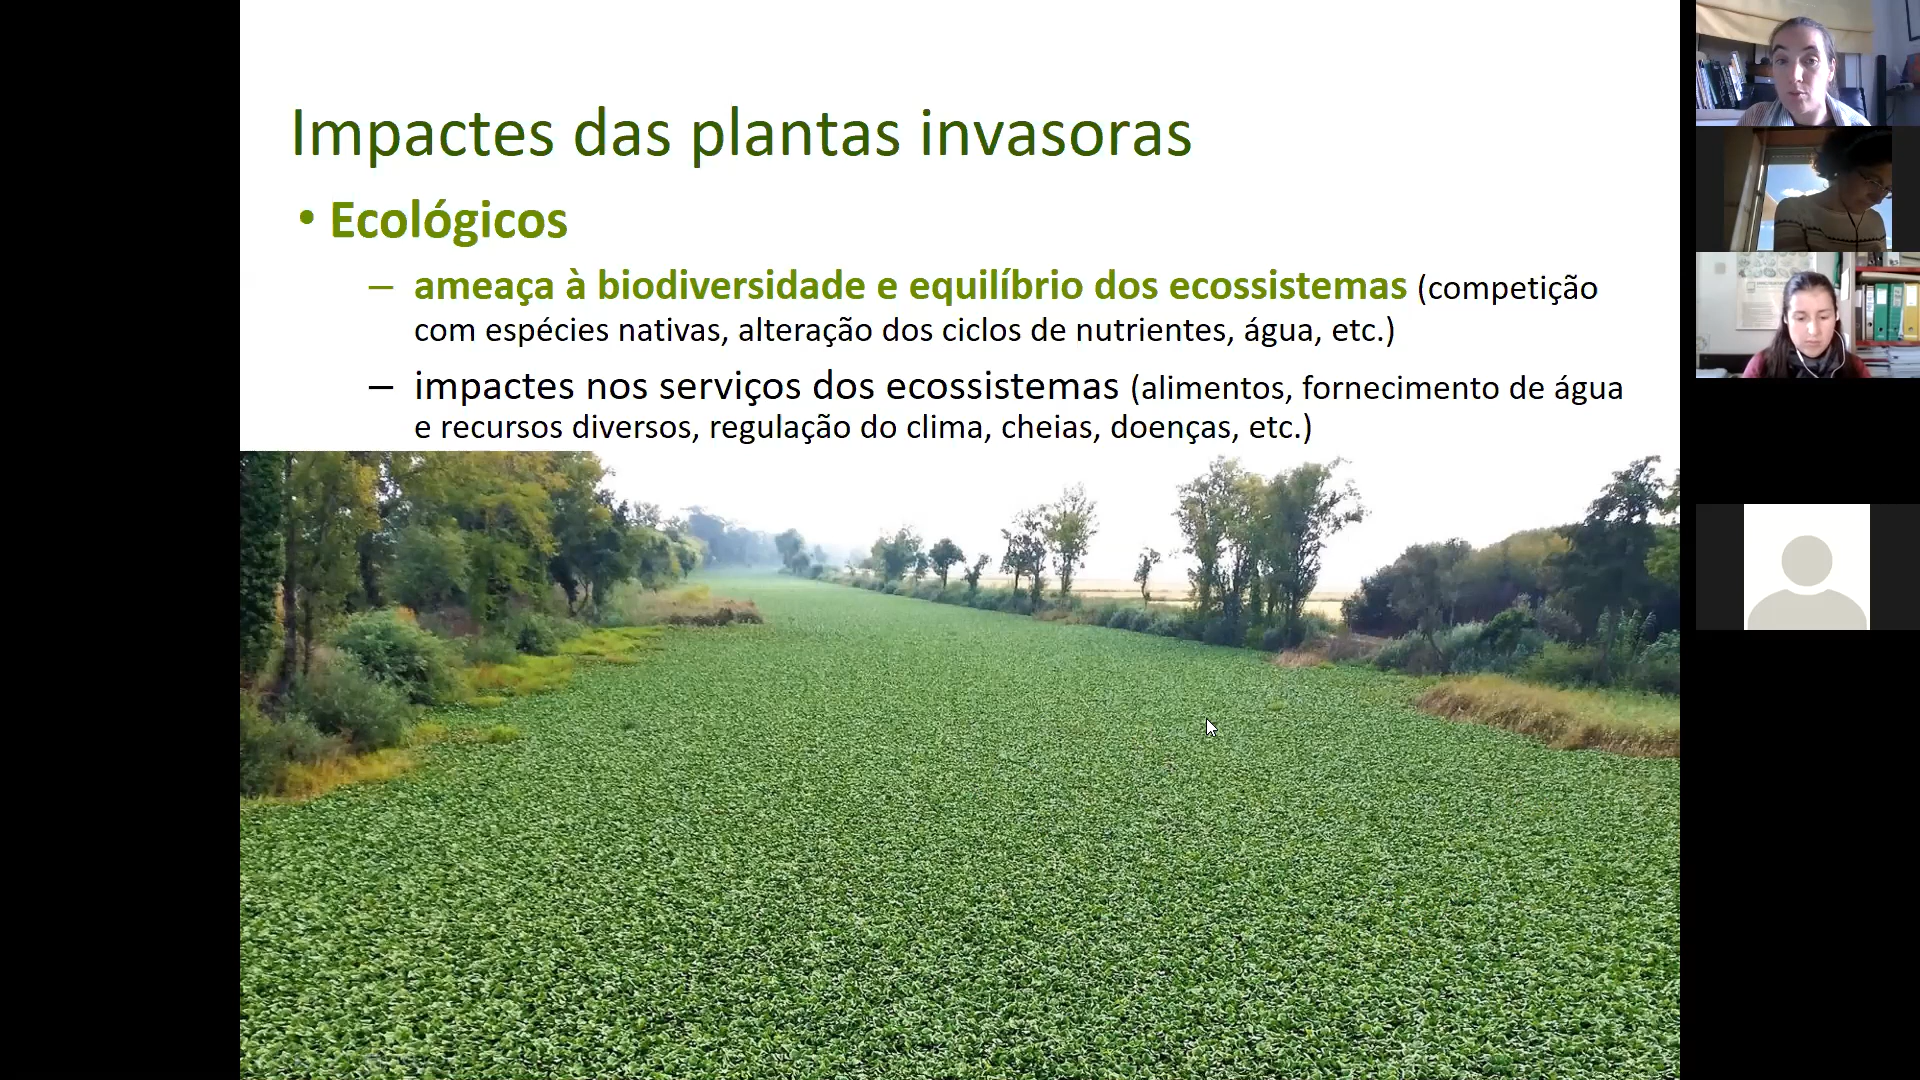 Impactes das plantas invasoras
• Ecológicos
– ameaça à biodiversidade e equilíbrio dos ecossistemas (competição
com espécies nativas, alteração dos ciclos de nutrientes, água, etc.)
– impactes nos serviços dos ecossistemas (alimentos, fornecimento de água
e recursos diversos, regulação do clima, cheias, doenças, etc.)